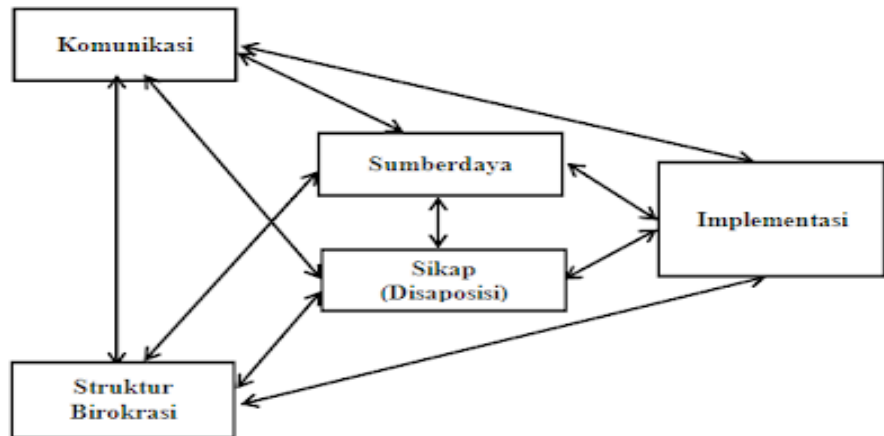 Komunikasi
Sumberdaya
Implementasi
Sikap
(Disaposisi)
Struktur
Birokrasi